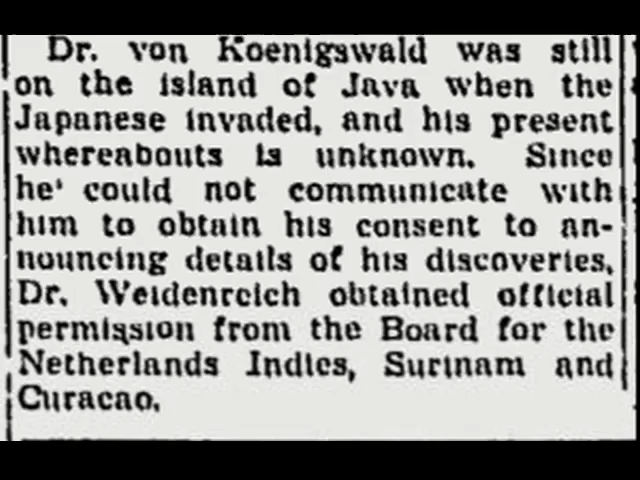 Dr. von Koenigswald was still
on the island of Java when the
Japanese invaded, and his present
whereabouts is unknown. Since
he' could not communicate with
him to obtain his consent to an-
nouncing details of his discoveries,
Dr. Weidenreich obtained official
permission from the Board for the
Netherlands Indies, Surinam and
Curacao.